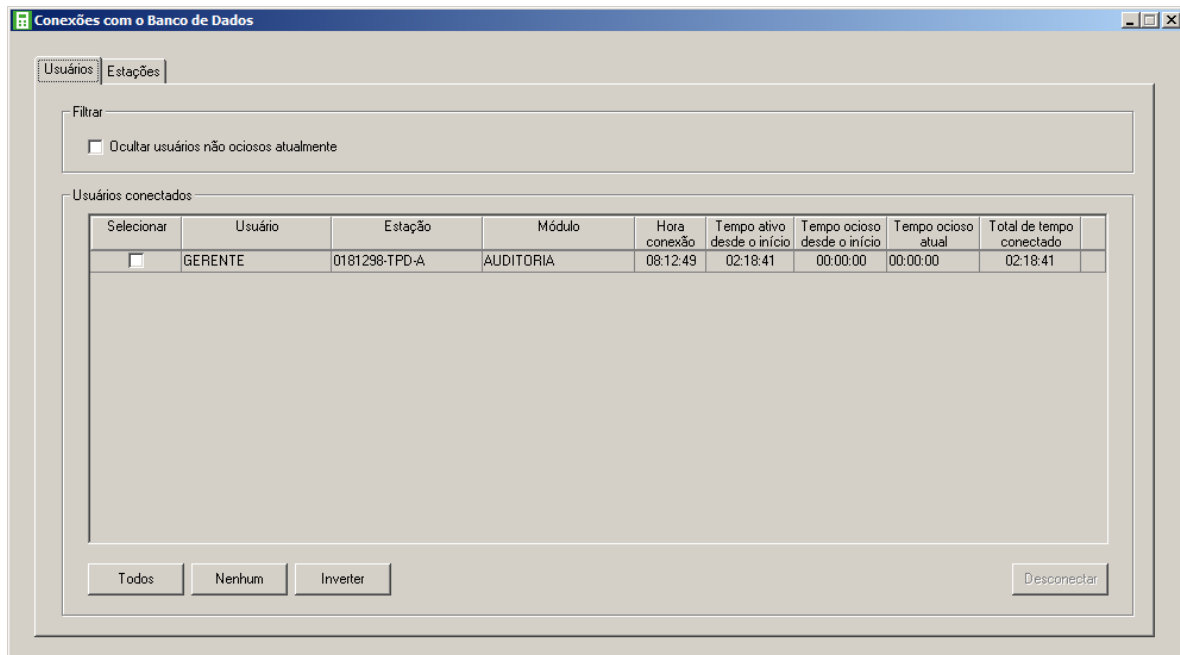 Conexões com o Banco de Dados
Usuários Estações
Filtrar
Ocultar usuários não ociosos atualmente
Usuários conectados
Selecionar Usuário Estação Módulo Hora conexão Tempo ativo desde o início Tempo ocioso desde o início Tempo ocioso atual Total de tempo conectado
GERENTE 0181298-TPD-A AUDITORIA 08:12:49 02:18:41 00:00:00 00:00:00 02:18:41
Todos Nenhum Inverter Desconectar